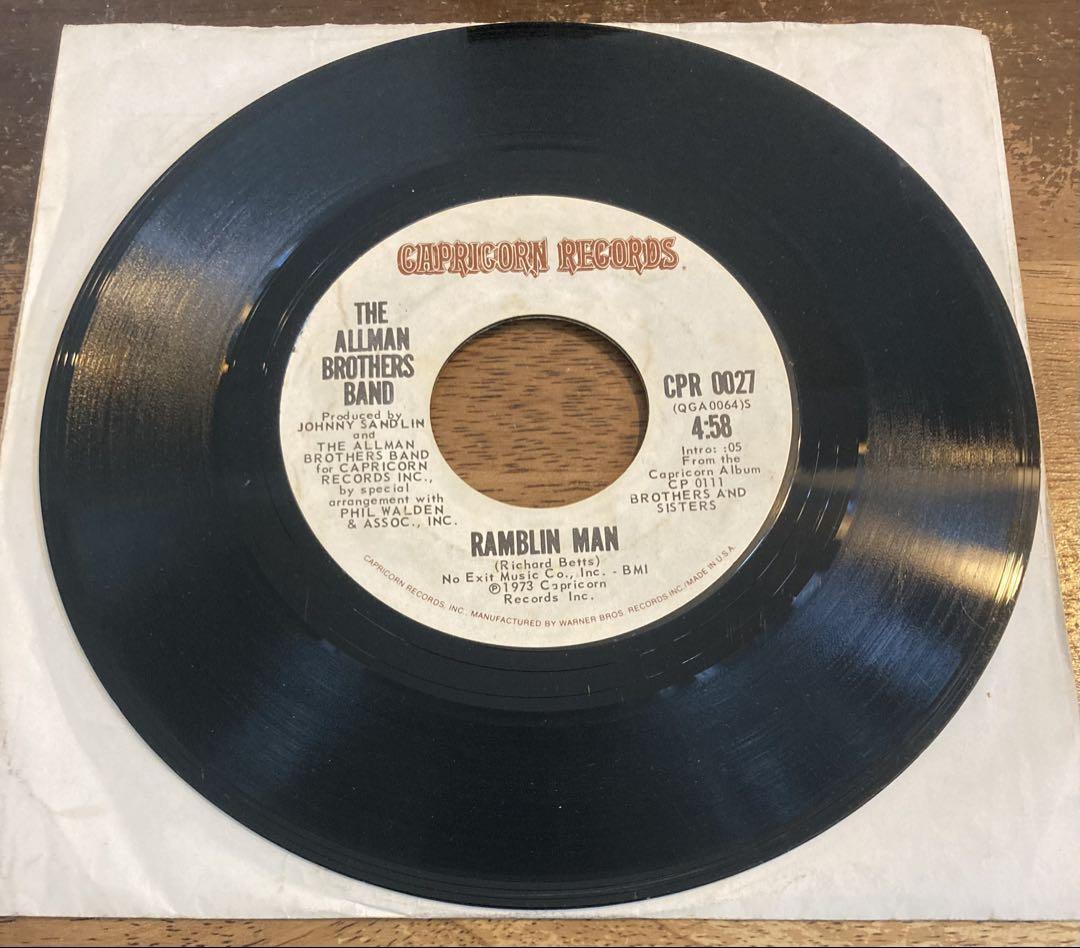 CAPRICORN RECORDS
THE
ALLMAN
BROTHERS
BAND
Produced by
JOHNNY SANDLIN
and
THE ALLMAN
BROTHERS BAND
for CAPRICORN
RECORDS INC.,
by special
arrangement with
PHIL WALDEN
& ASSOC., INC.
CPR 0027
(QGA0064)S
4:58
Intro: :05
From the
Capricorn Album
CP 0111
BROTHERS AND
SISTERS
RAMBLIN MAN
(Richard Betts)
No Exit Music Co., Inc. - BMI
℗1973 Capricorn
Records Inc.
CAPRICORN RECORDS, INC., MANUFACTURED BY WARNER BROS. RECORDS INC./MADE IN U.S.A.